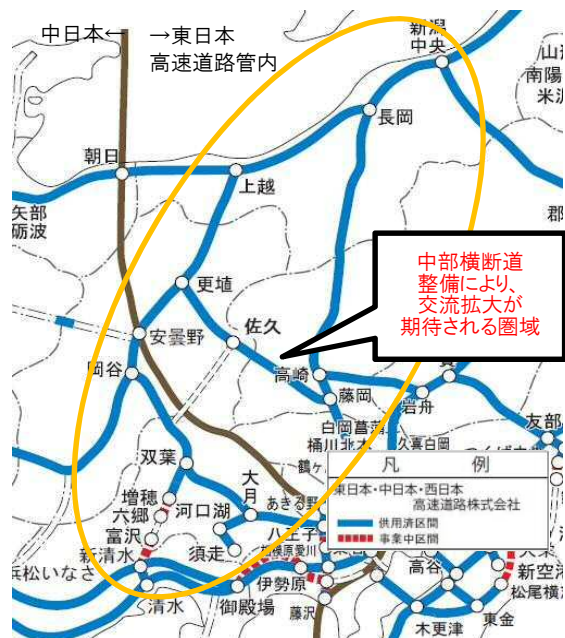 中日本←
→東日本
高速道路管内
新潟
中央
南陽
米沢
長岡
朝日
上越
矢部
砺波
郡
中部横断道
整備により、
交流拡大が
期待される圏域
更埴
佐久
安曇野
岡谷
高崎
藤岡
岩舟
白岡菖蒲
桶川北本
久喜白岡
友部
双葉
大月
鶴ヶ
あきる野
凡 例
東日本・中日本・西日本
高速道路株式会社
供用済区間
事業中区間
増穂
六郷
河口湖
八王子
富沢
須走
相模原愛川
新清水
浜松いなさ
伊勢原
高谷
新空港
清水
御殿場
松尾横芝
藤沢
木更津
東金